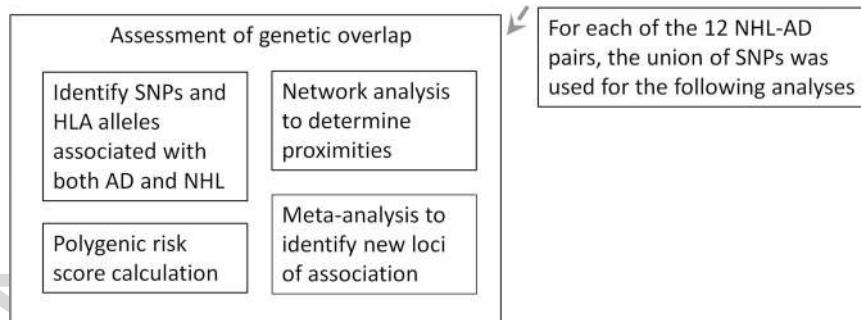 Assessment of genetic overlap
Identify SNPs and
HLA alleles
associated with
both AD and NHL
Network analysis
to determine
proximities
Polygenic risk
score calculation
Meta-analysis to
identify new loci
of association
For each of the 12 NHL-AD
pairs, the union of SNPs was
used for the following analyses